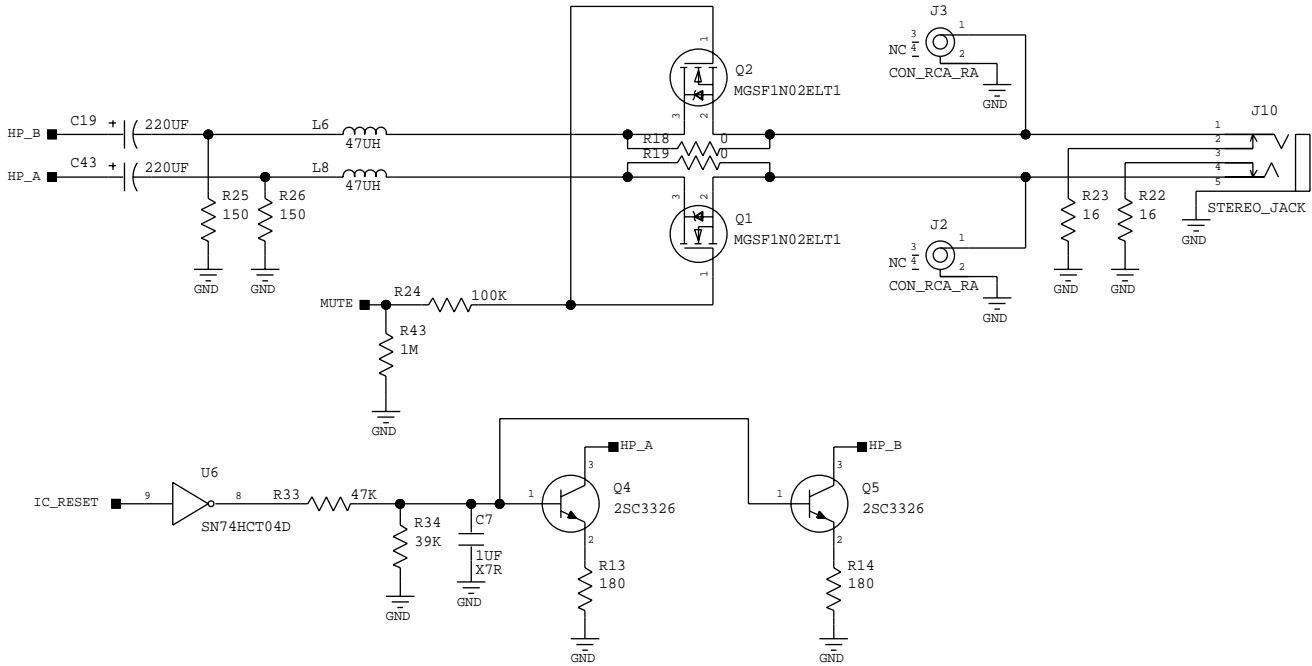 J3
1
3
NC 4
2
CON_RCA_RA
GND
1
Q2
MGSF1N02ELT1
3
2
HP_B
C19
+
220UF
L6
47UH
R18
0
J10
1
2
3
4
5
STEREO_JACK
GND
HP_A
C43
+
220UF
L8
47UH
R19
0
R25
150
GND
R26
150
GND
3
2
Q1
MGSF1N02ELT1
1
J2
1
3
NC 4
2
CON_RCA_RA
GND
R23
16
GND
R22
16
GND
MUTE
R24
100K
R43
1M
GND
IC_RESET
9
U6
8
SN74HCT04D
R33
47K
R34
39K
GND
C7
1UF
X7R
GND
HP_A
3
1
Q4
2SC3326
2
R13
180
GND
HP_B
3
1
Q5
2SC3326
2
R14
180
GND